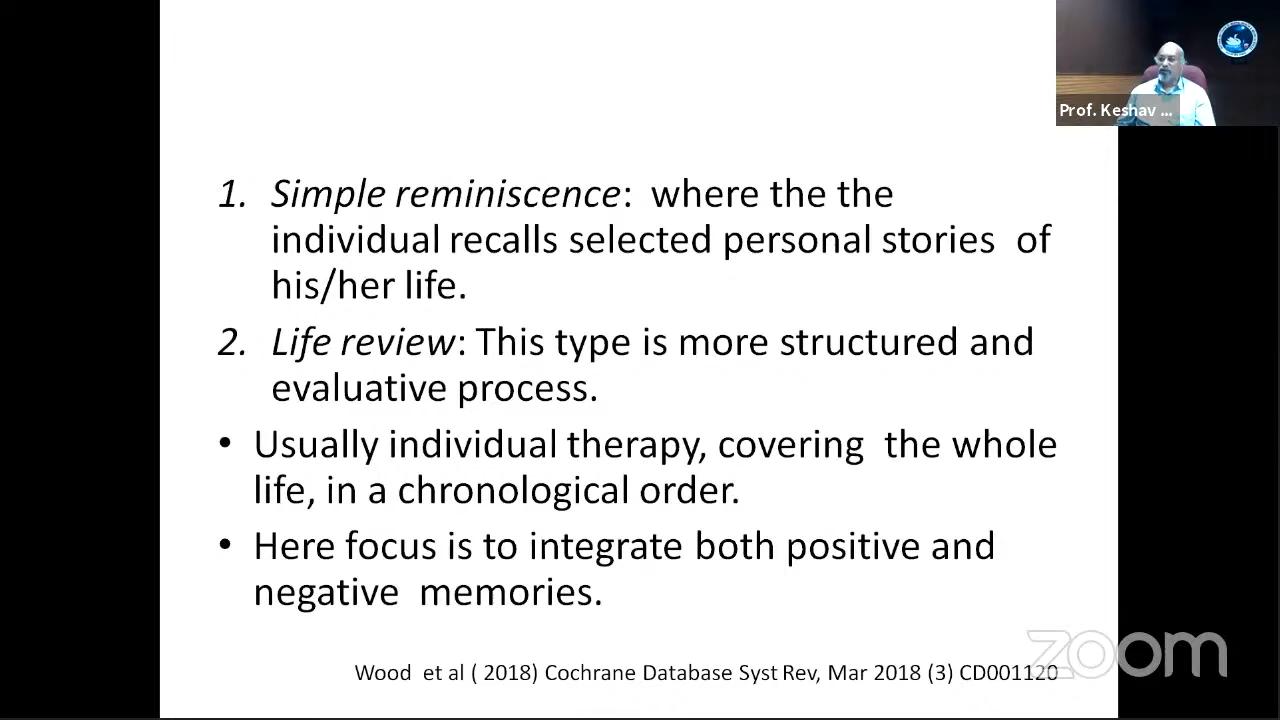 Prof. Keshav ...
1. Simple reminiscence: where the the
individual recalls selected personal stories of
his/her life.
2. Life review: This type is more structured and
evaluative process.
• Usually individual therapy, covering the whole
life, in a chronological order.
• Here focus is to integrate both positive and
negative memories.
Wood et al ( 2018) Cochrane Database Syst Rev, Mar 2018 (3) CD001120
zoom